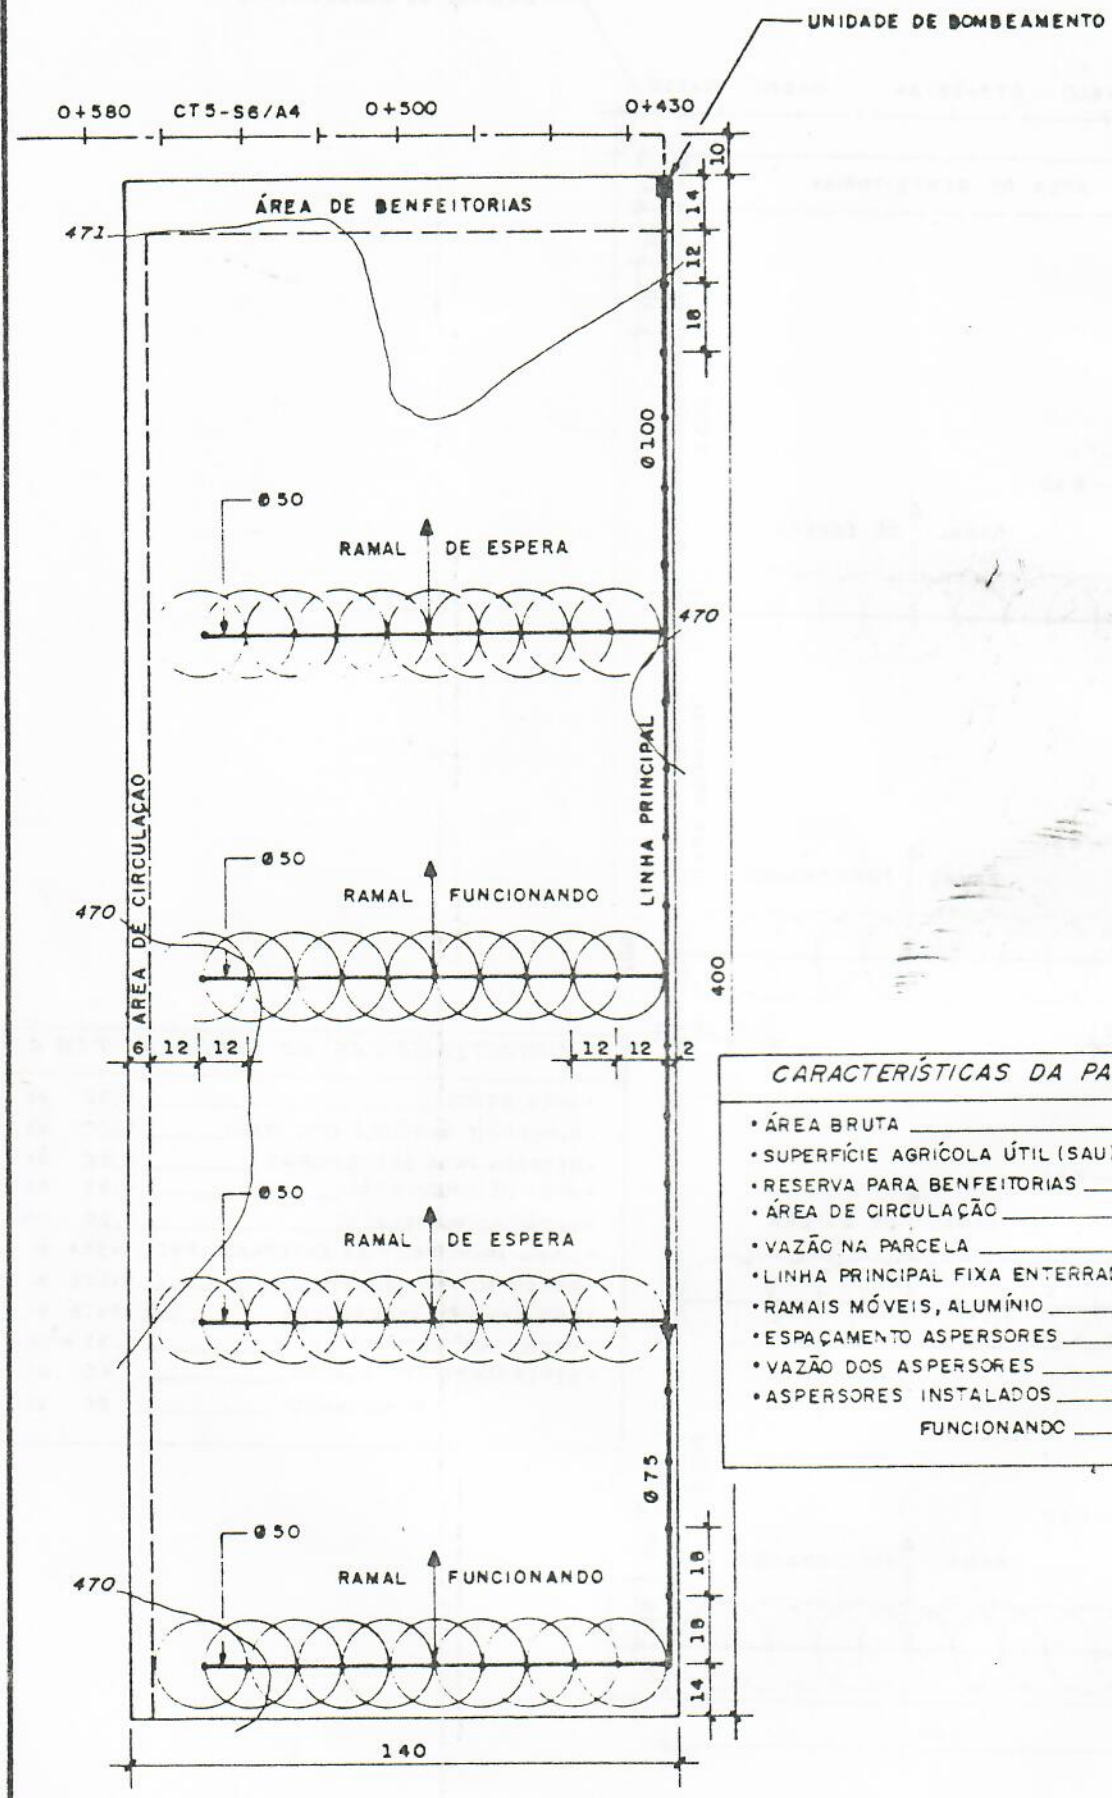 UNIDADE DE BOMBEAMENTO
0+580 CT5-S6/A4 0+500 0+430
10
ÁREA DE BENFEITORIAS
14
471
12
18
Ø100
Ø50
RAMAL DE ESPERA
470
LINHA PRINCIPAL
ÁREA DE CIRCULAÇÃO
Ø50
RAMAL FUNCIONANDO
470
400
6 12 12 12 12 2
CARACTERÍSTICAS DA PA
• ÁREA BRUTA
• SUPERFÍCIE AGRÍCOLA ÚTIL (SAU)
• RESERVA PARA BENFEITORIAS
• ÁREA DE CIRCULAÇÃO
• VAZÃO NA PARCELA
• LINHA PRINCIPAL FIXA ENTERRAD
• RAMAIS MÓVEIS, ALUMÍNIO
• ESPAÇAMENTO ASPERSORES
• VAZÃO DOS ASPERSORES
• ASPERSORES INSTALADOS
FUNCIONANDO
Ø50
RAMAL DE ESPERA
Ø75
Ø50
18
RAMAL FUNCIONANDO
470
18
14
140